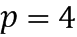 p = 4